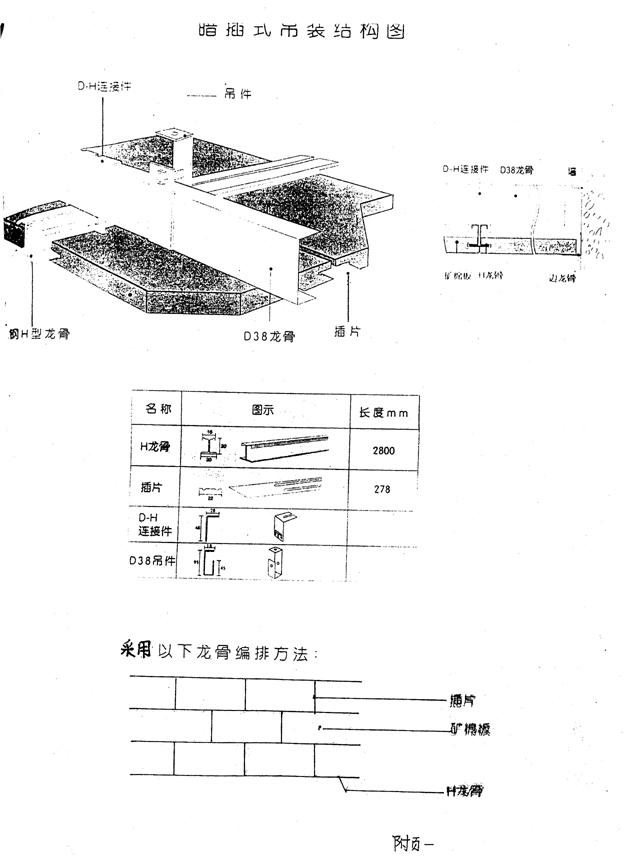 暗插式吊装结构图
D-H连接件
吊件
D-H连接件 D38龙骨 墙
矿棉板 H龙骨 边龙骨
钢H型龙骨
D38龙骨
插片
名称 图示 长度mm
H龙骨 2800
20
20
插片 278
22
D-H
连接件
D38吊件
采用以下龙骨编排方法：
插片
矿棉板
H龙骨
附页一